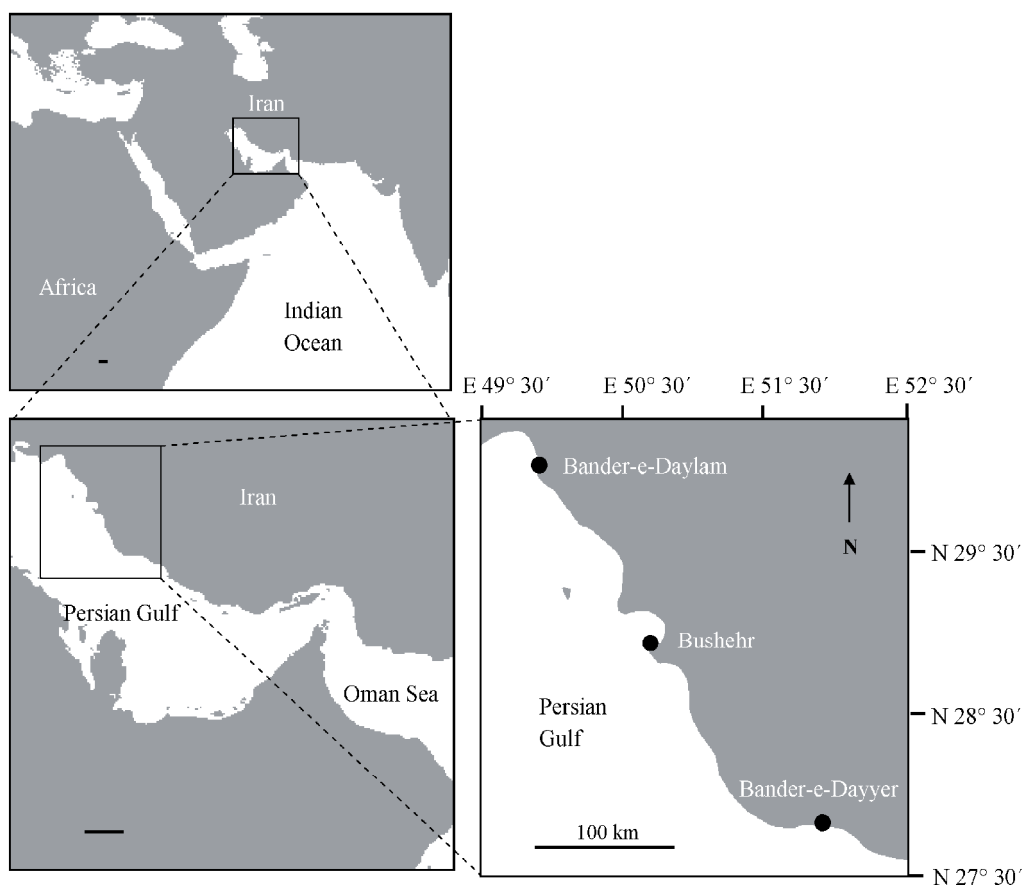 Iran
Africa
Indian
Ocean
E 49° 30´ E 50° 30´ E 51° 30´ E 52° 30´
Iran
Persian Gulf
Oman Sea
Bander-e-Daylam
N
N 29° 30´
Bushehr
Persian
Gulf
N 28° 30´
Bander-e-Dayyer
100 km
N 27° 30´